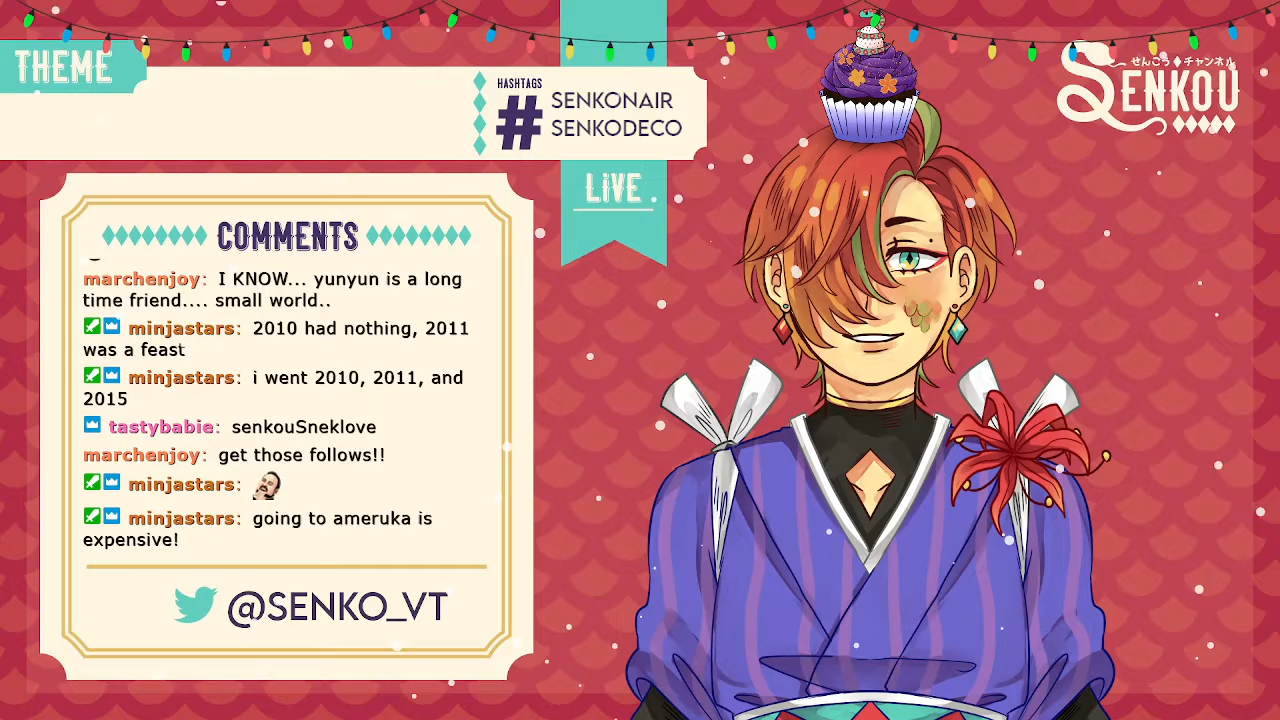 THEME
HASHTAGS
# SENKONAIR
SENKODECO
せんこう♦チャンネル
SENKOU
LiVE
COMMENTS
marchenjoy: I KNOW... yunyun is a long
time friend.... small world..
minjastars: 2010 had nothing, 2011
was a feast
minjastars: i went 2010, 2011, and
2015
tastybabie: senkouSneklove
marchenjoy: get those follows!!
minjastars:
minjastars: going to ameruka is
expensive!
@SENKO_VT